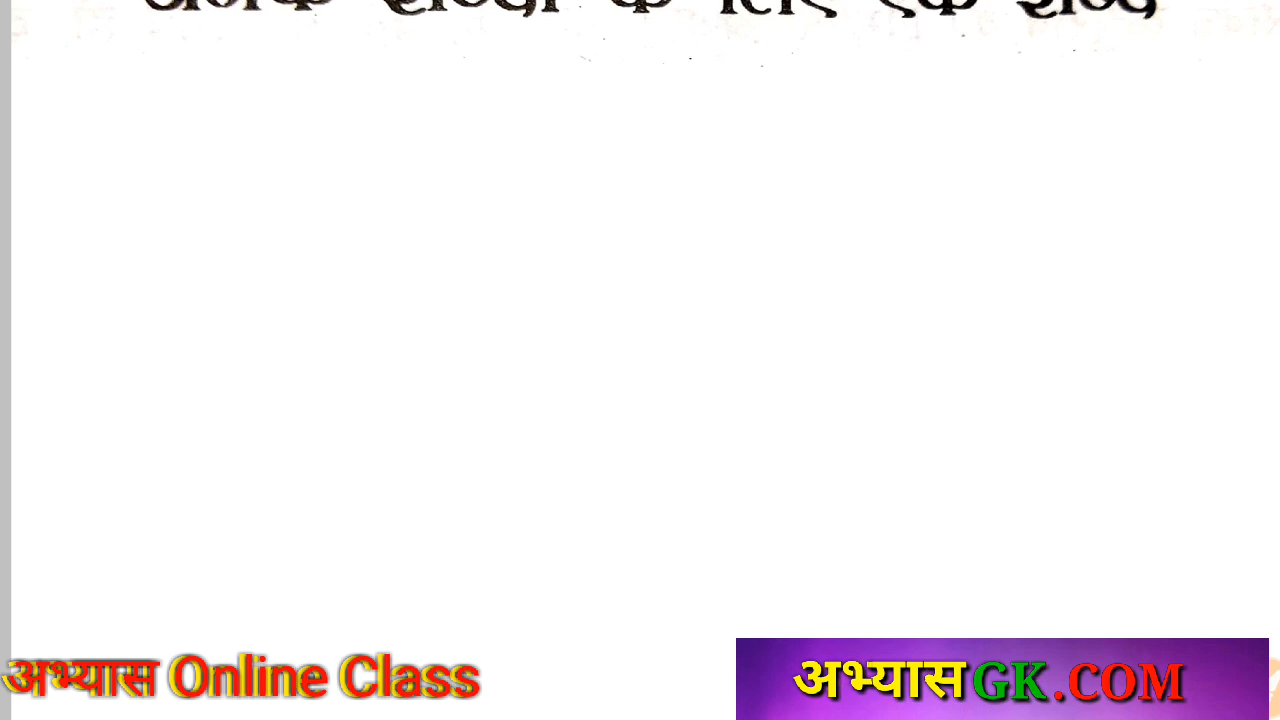 अनेक शब्दों के लिए एक शब्द
अभ्यास Online Class
अभ्यासGK.COM